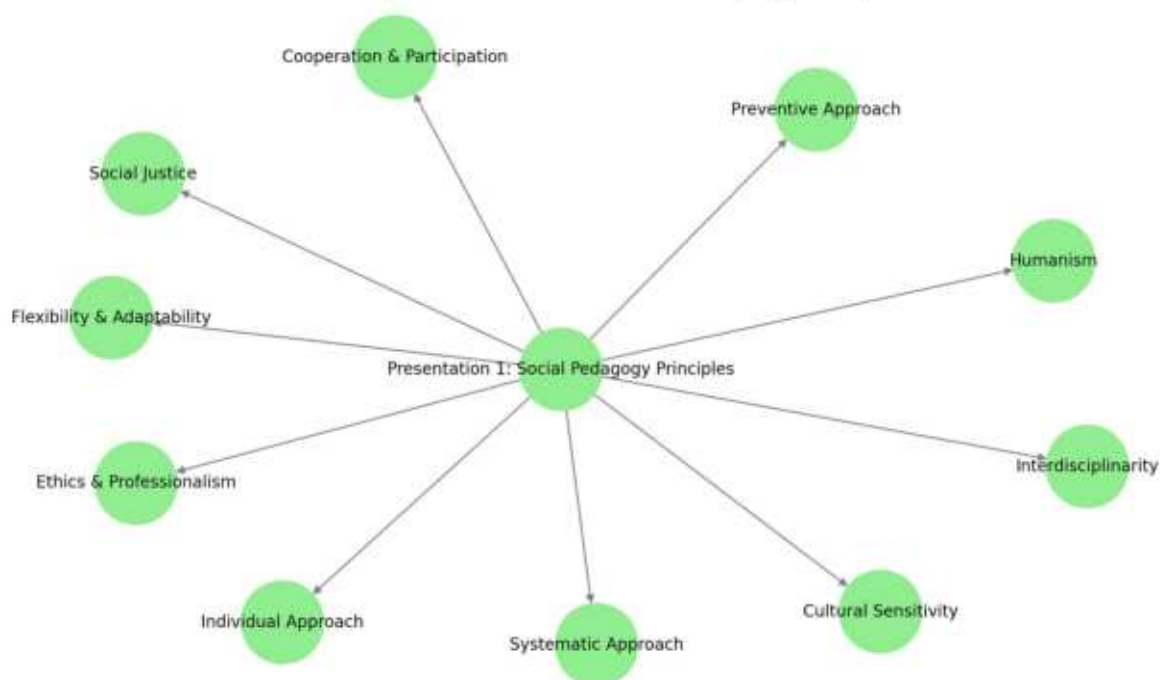 Cooperation & Participation
Preventive Approach
Social Justice
Humanism
Flexibility & Adaptability
Presentation 1: Social Pedagogy Principles
Interdisciplinarity
Ethics & Professionalism
Cultural Sensitivity
Individual Approach
Systematic Approach